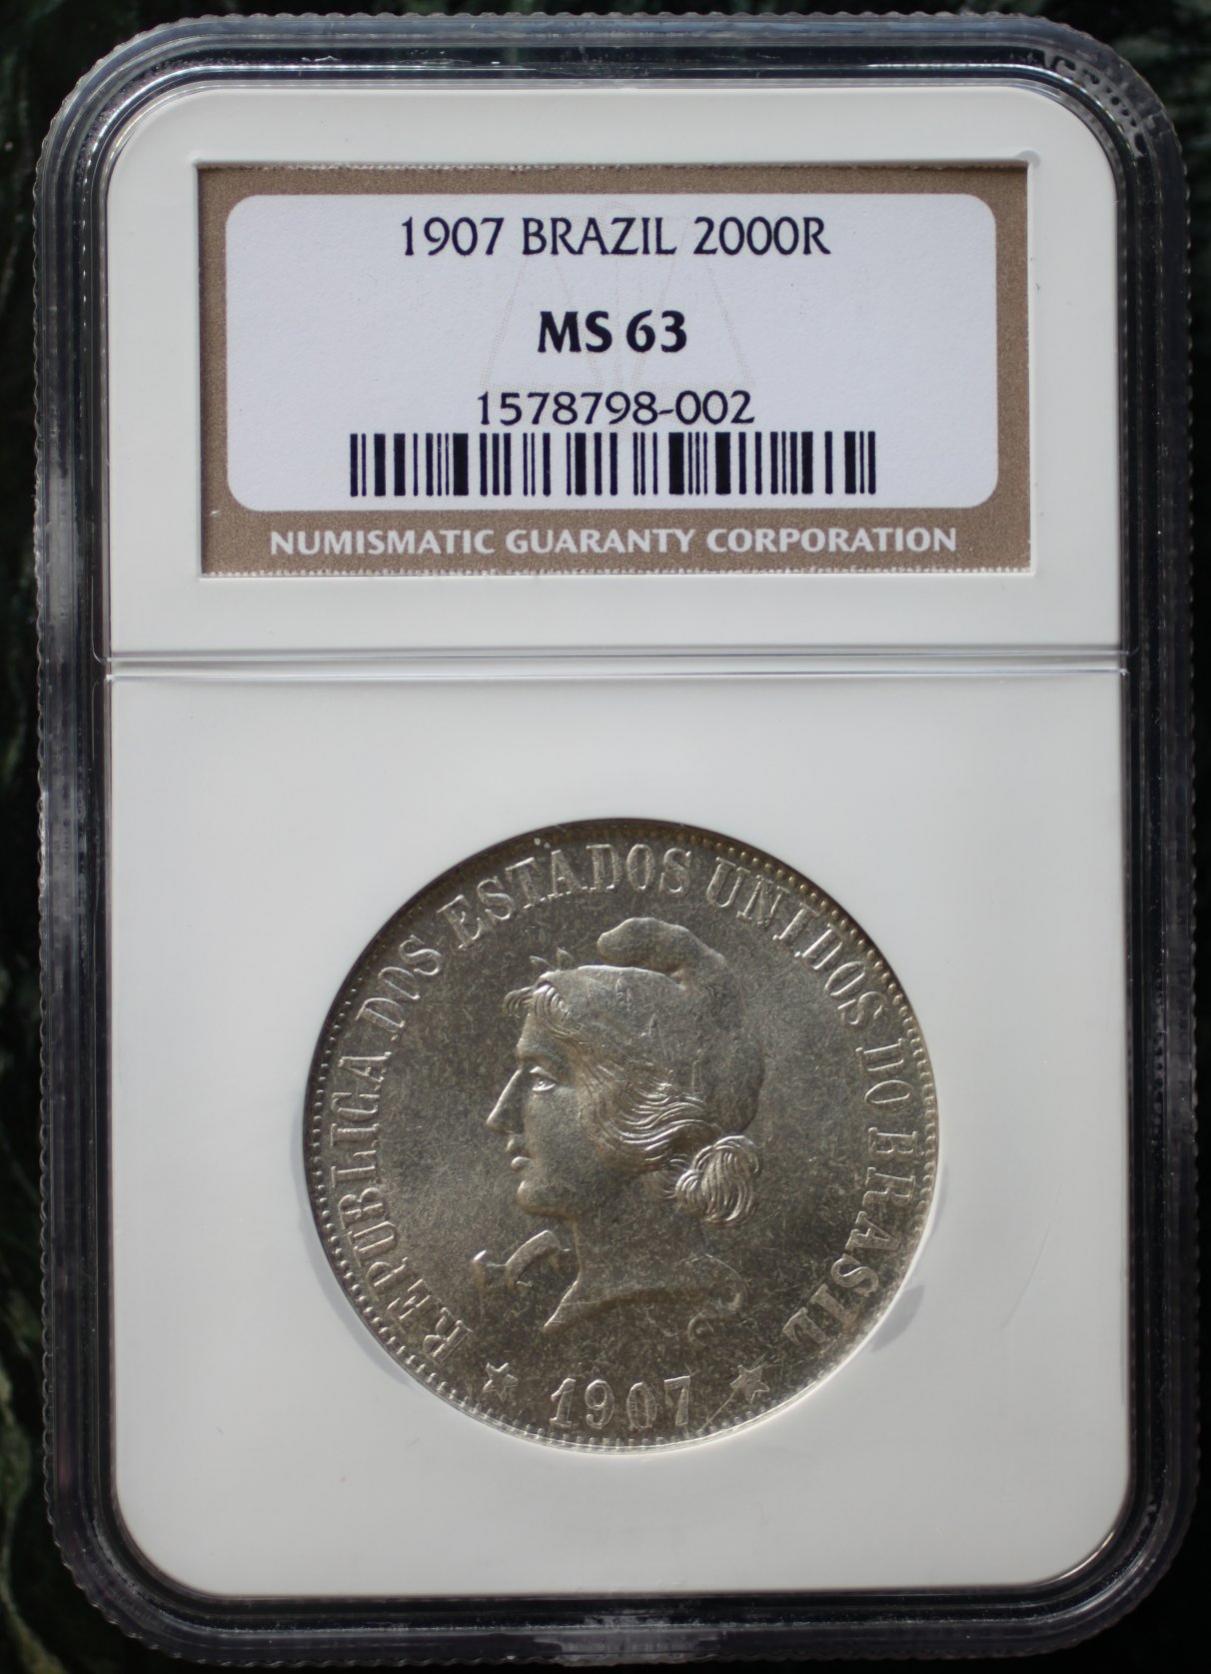 1907 BRAZIL 2000R
MS 63
1578798-002
NUMISMATIC GUARANTY CORPORATION
REPUBLICA DOS ESTADOS UNIDOS DO BRASIL
★ 1907 ★